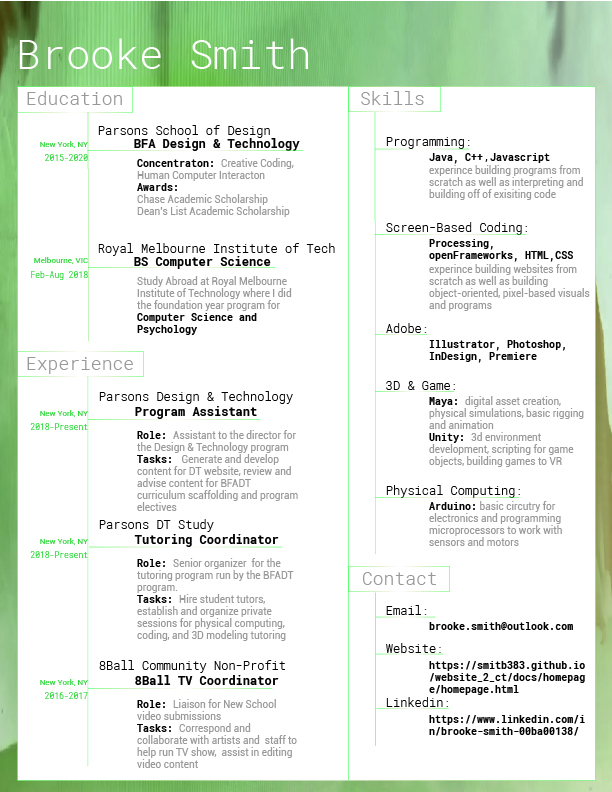 Brooke Smith
Education
Parsons School of Design
New York, NY
BFA Design & Technology
2015-2020
Concentraton: Creative Coding,
Human Computer Interacton
Awards:
Chase Academic Scholarship
Dean's List Academic Scholarship
Royal Melbourne Institute of Tech
Melbourne, VIC
BS Computer Science
Feb-Aug 2018
Study Abroad at Royal Melbourne
Institute of Technology where I did
the foundation year program for
Computer Science and
Psychology
Experience
Parsons Design & Technology
New York, NY
Program Assistant
2018-Present
Role: Assistant to the director for
the Design & Technology program
Tasks: Generate and develop
content for DT website, review and
advise content for BFADT
curriculum scaffolding and program
electives
Parsons DT Study
New York, NY
Tutoring Coordinator
2018-Present
Role: Senior organizer for the
tutoring program run by the BFADT
program.
Tasks: Hire student tutors,
establish and organize private
sessions for physical computing,
coding, and 3D modeling tutoring
8Ball Community Non-Profit
New York, NY
8Ball TV Coordinator
2016-2017
Role: Liaison for New School
video submissions
Tasks: Correspond and
collaborate with artists and staff to
help run TV show, assist in editing
video content
Skills
Programming:
Java, C++,Javascript
experince building programs from
scratch as well as interpreting and
building off of exisiting code
Screen-Based Coding:
Processing,
openFrameworks, HTML,CSS
experince building websites from
scratch as well as building
object-oriented, pixel-based visuals
and programs
Adobe:
Illustrator, Photoshop,
InDesign, Premiere
3D & Game:
Maya: digital asset creation,
physical simulations, basic rigging
and animation
Unity: 3d environment
development, scripting for game
objects, building games to VR
Physical Computing:
Arduino: basic circutry for
electronics and programming
microprocessors to work with
sensors and motors
Contact
Email:
brooke.smith@outlook.com
Website:
https://smitb383.github.io
/website_2_ct/docs/homepag
e/homepage.html
Linkedin:
https://www.linkedin.com/i
n/brooke-smith-00ba00138/